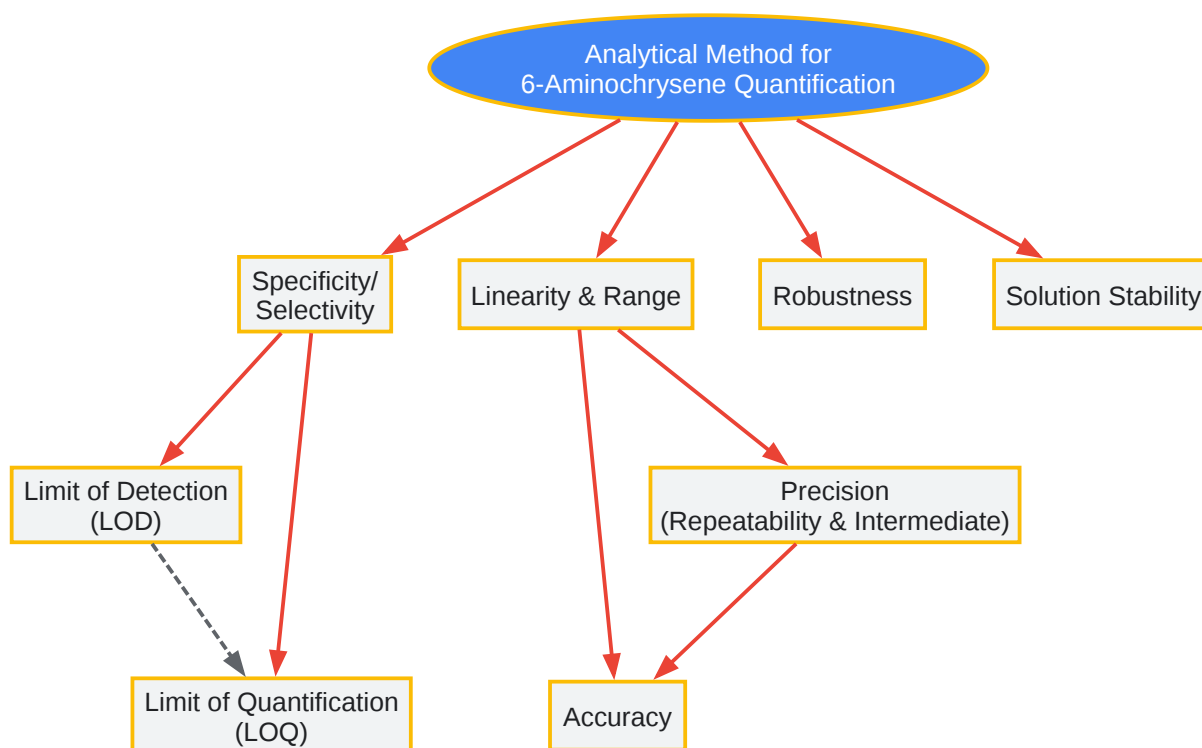 Analytical Method for
6-Aminochrysene Quantification
Specificity/
Selectivity
Linearity & Range
Robustness
Solution Stability
Limit of Detection
(LOD)
Precision
(Repeatability & Intermediate)
Limit of Quantification
(LOQ)
Accuracy